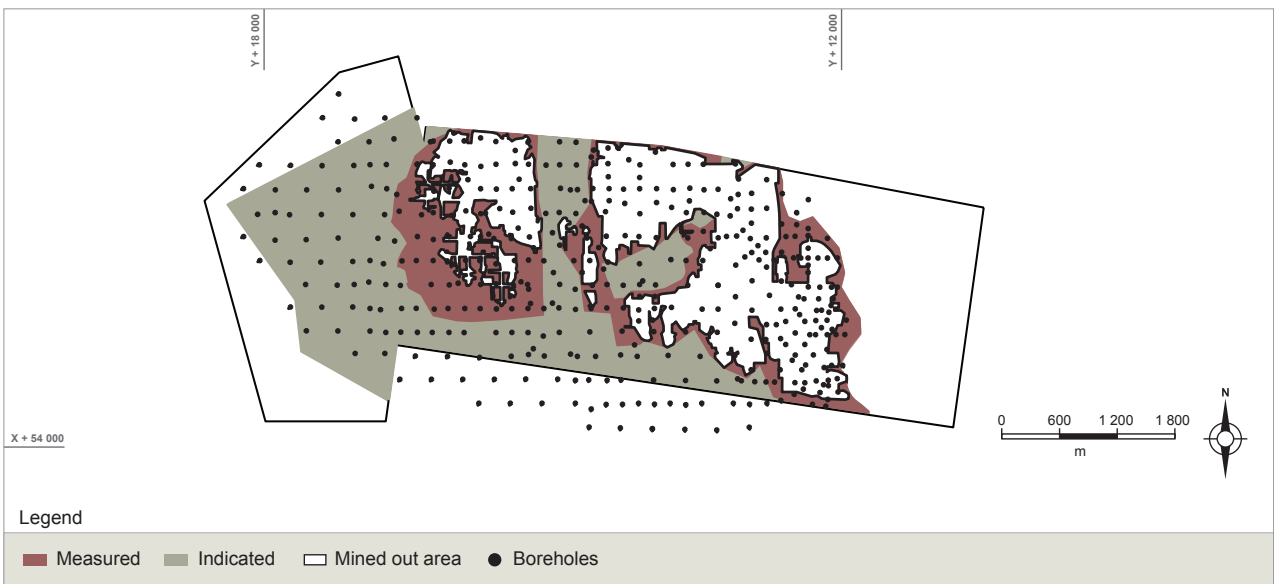 Y + 18 000
Y + 12 000
X + 54 000
0 600 1 200 1 800
m
N
Legend
Measured Indicated Mined out area Boreholes